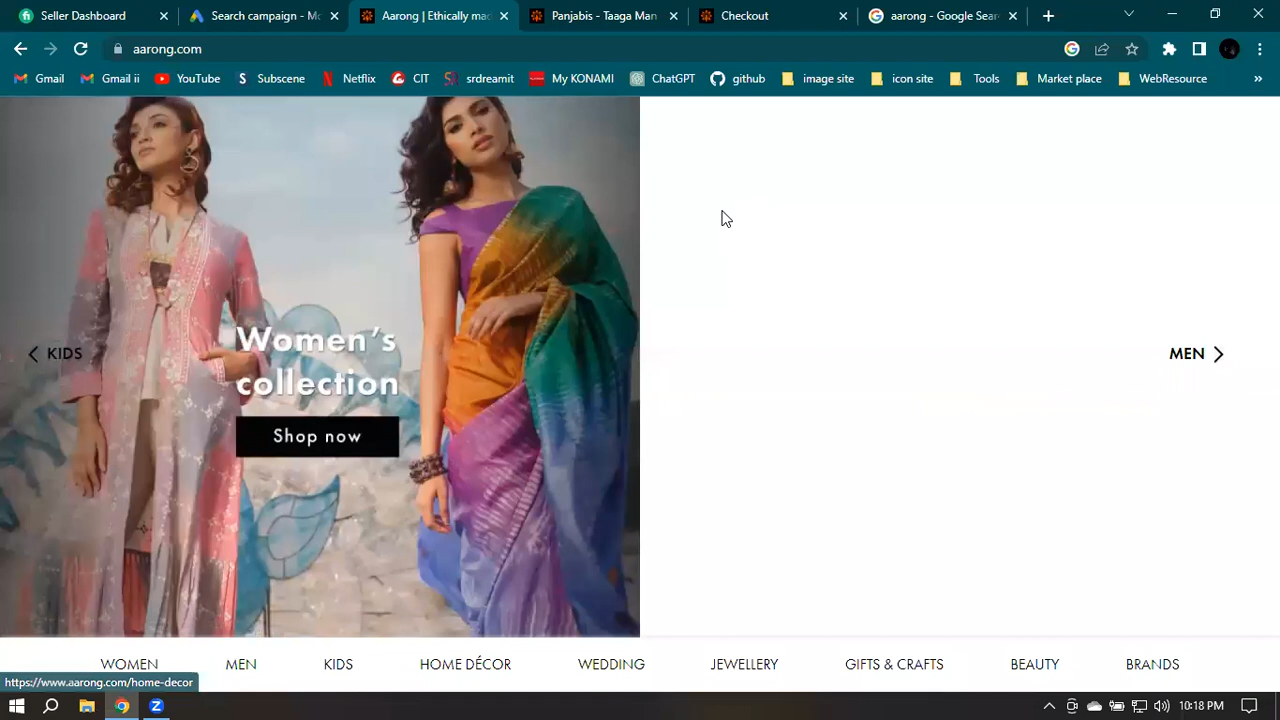 Seller Dashboard
Search campaign - Mo
Aarong | Ethically mad
Panjabis - Taaga Man
Checkout
aarong - Google Sear
aarong.com
Gmail
Gmail ii
YouTube
Subscene
Netflix
CIT
srdreamit
My KONAMI
ChatGPT
github
image site
icon site
Tools
Market place
WebResource
»
Women's
collection
Shop now
KIDS
MEN
WOMEN MEN KIDS HOME DÉCOR WEDDING JEWELLERY GIFTS & CRAFTS BEAUTY BRANDS
https://www.aarong.com/home-decor
10:18 PM